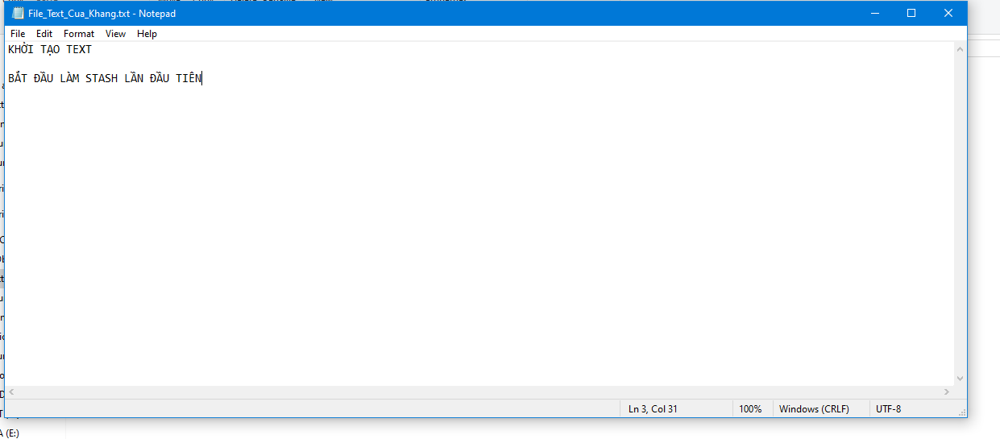 File_Text_Cua_Khang.txt - Notepad
File Edit Format View Help
KHỞI TẠO TEXT
BẮT ĐẦU LÀM STASH LẦN ĐẦU TIÊN
Ln 3, Col 31 100% Windows (CRLF) UTF-8
(E:)